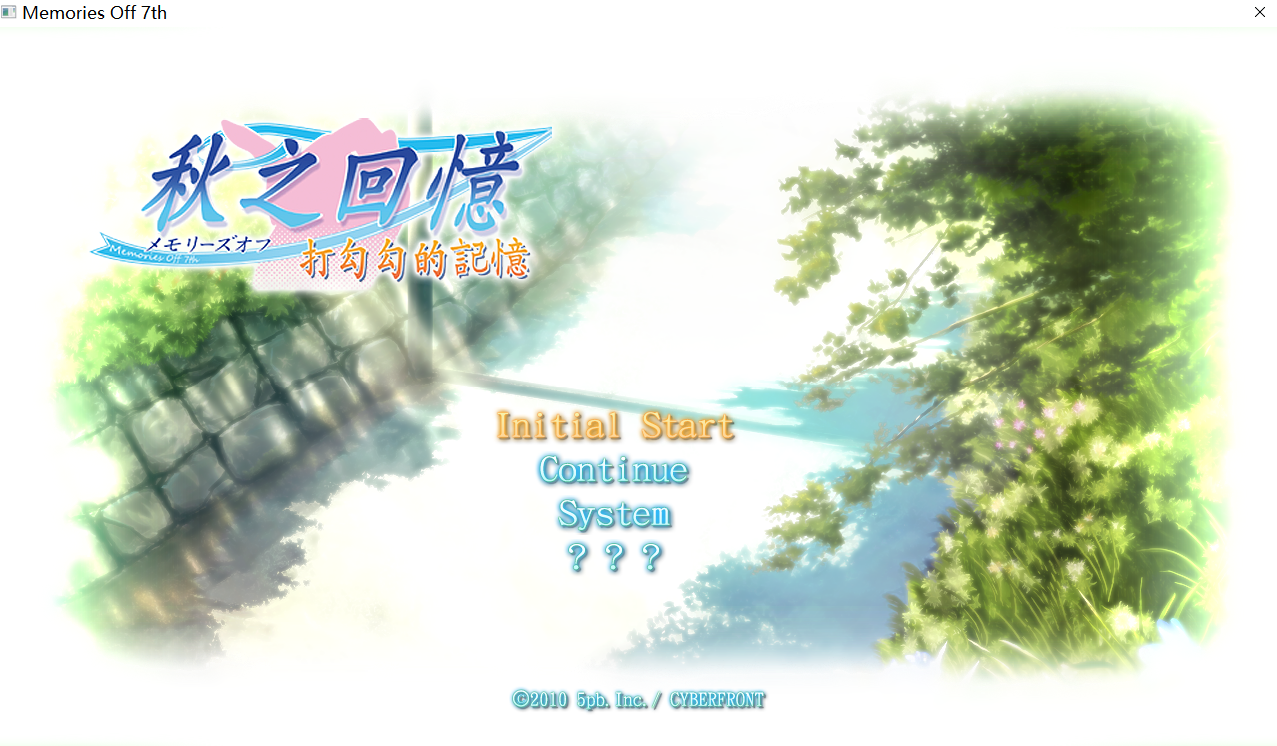 Memories Off 7th
秋之回憶
メモリーズオフ
Memories Off 7th
打勾勾的記憶
Initial Start
Continue
System
？？？
©2010 5pb.Inc./ CYBERFRONT